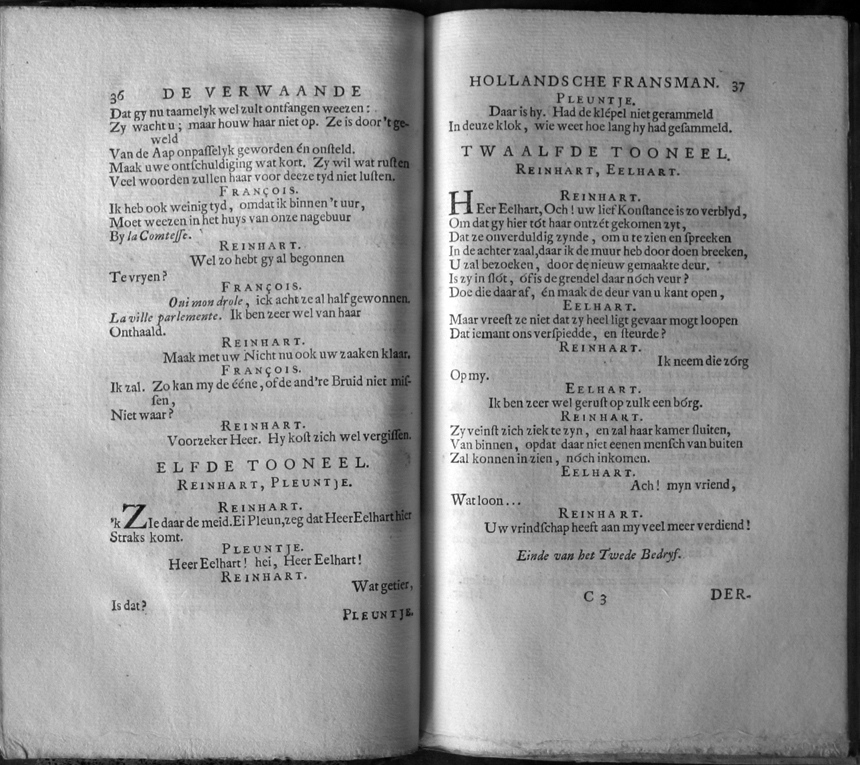 36 DE VERWAANDE
Dat gy nu taamelyk wel zult ontfangen weezen:
Zy wacht u; maar houw haar niet op. Ze is door 't ge-
weld
Van de Aap onpaſſelyk geworden én onſteld.
Maak uwe ontſchuldiging wat kort. Zy wil wat ruſten
Veel woorden zullen haar voor deeze tyd niet luſten.
FRANÇOIS.
Ik heb ook weinig tyd, omdat ik binnen 't uur,
Moet weezen in het huys van onze nagebuur
By la Comteſſe.
REINHART.
Wel zo hebt gy al begonnen
Te vryen?
FRANÇOIS.
Oni mon drole, ick acht ze al half gewonnen.
La ville parlemente. Ik ben zeer wel van haar
Onthaald.
REINHART.
Maak met uw Nicht nu ook uw zaaken klaar.
FRANÇOIS.
Ik zal. Zo kan my de ééne, óf de and're Bruid niet miſ-
ſen,
Niet waar?
REINHART.
Voorzeker Heer. Hy koſt zich wel vergiſſen.
ELFDE TOONEEL.
REINHART, PLEUNTJE.
REINHART.
'k ZIe daar de meid. Ei Pleun, zeg dat Heer Eelhart hier
Straks komt.
PLEUNTJE.
Heer Eelhart! hei, Heer Eelhart!
REINHART.
Wat getier,
Is dat?
PLEUNTJE.
HOLLANDSCHE FRANSMAN. 37
PLEUNTJE.
Daar is hy. Had de klépel niet gerammeld
In deuze klok, wie weet hoe lang hy had geſammeld.
TWAALFDE TOONEEL.
REINHART, EELHART.
REINHART.
HEer Eelhart, Och! uw lief Konſtance is zo verblyd,
Om dat gy hier tót haar ontzét gekomen zyt,
Dat ze onverduldig zynde, om u te zien en ſpreeken
In de achter zaal, daar ik de muur heb door doen breeken,
U zal bezoeken, door de nieuw gemaakte deur.
Is zy in ſlót, óf is de grendel daar nóch veur?
Doe die daar af, én maak de deur van u kant open,
EELHART.
Maar vreeſt ze niet dat zy heel ligt gevaar mogt loopen
Dat iemant ons verſpiedde, en ſteurde?
REINHART.
Ik neem die zórg
Op my.
EELHART.
Ik ben zeer wel geruſt op zulk een bórg.
REINHART.
Zy veinſt zich ziek te zyn, en zal haar kamer ſluiten,
Van binnen, opdat daar niet eenen menſch van buiten
Zal konnen in zien, nóch inkomen.
EELHART.
Ach! myn vriend,
Wat loon...
REINHART.
Uw vrindſchap heeft aan my veel meer verdiend!
Einde van het Twede Bedryf.
C 3 DER-